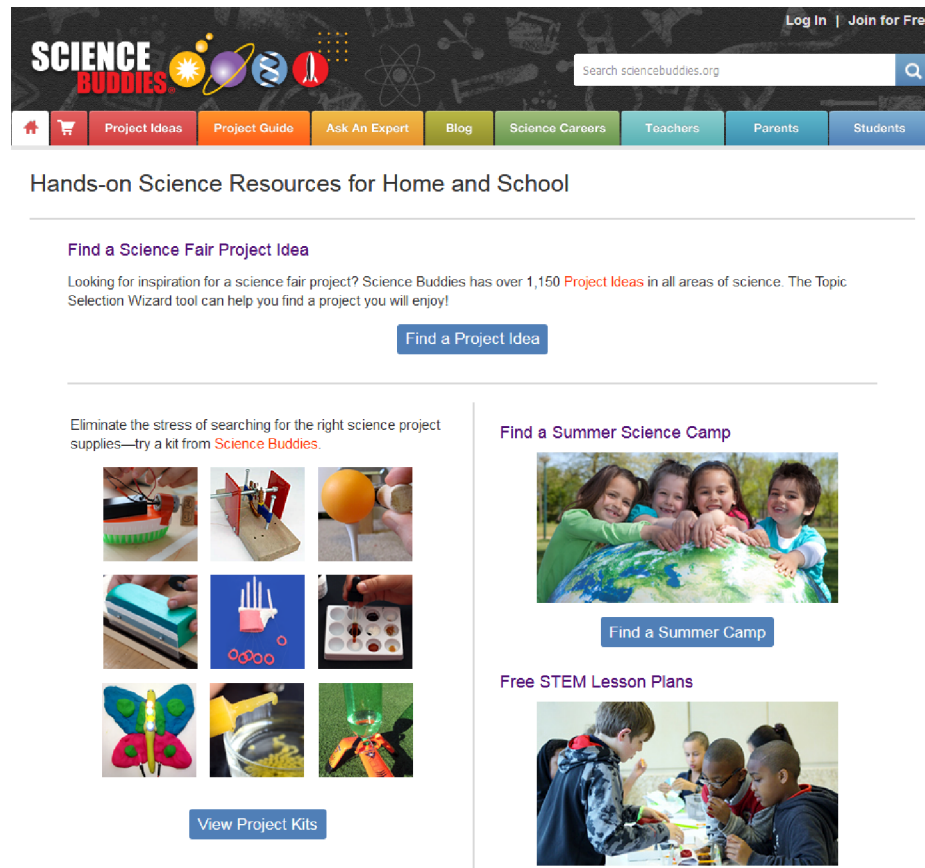 Log In | Join for Fre
SCIENCE
BUDDIES®
Search sciencebuddies.org
Project Ideas Project Guide Ask An Expert Blog Science Careers Teachers Parents Students
Hands-on Science Resources for Home and School
Find a Science Fair Project Idea
Looking for inspiration for a science fair project? Science Buddies has over 1,150 Project Ideas in all areas of science. The Topic
Selection Wizard tool can help you find a project you will enjoy!
Find a Project Idea
Eliminate the stress of searching for the right science project
supplies—try a kit from Science Buddies.
View Project Kits
Find a Summer Science Camp
Find a Summer Camp
Free STEM Lesson Plans